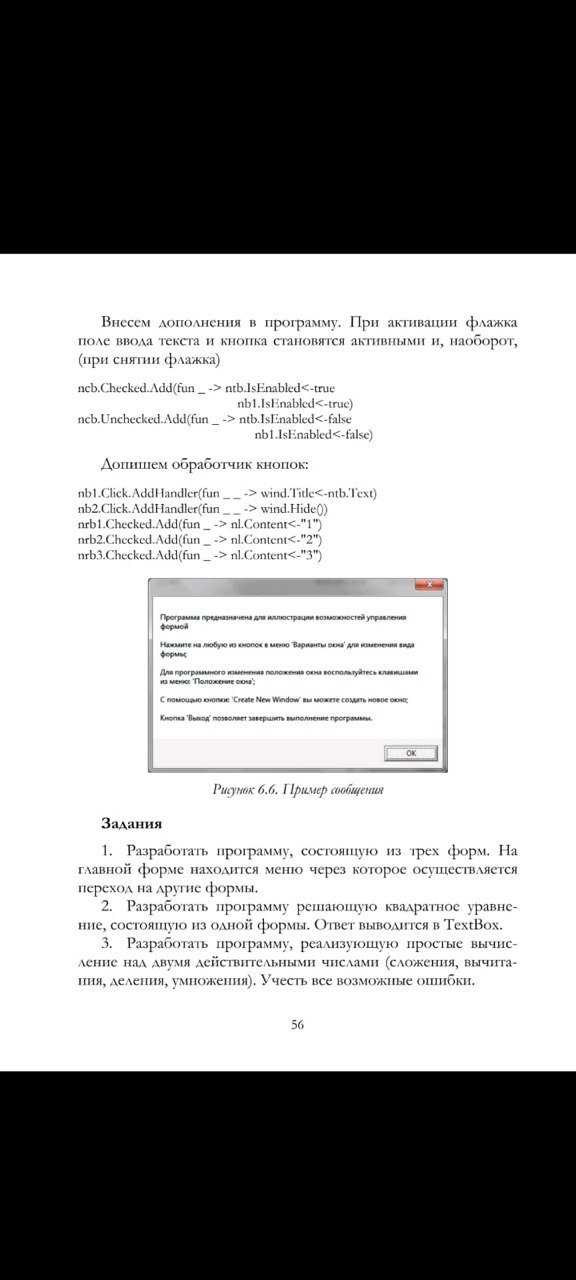 Внесем дополнения в программу. При активации флажка
поле ввода текста и кнопка становятся активными и, наоборот,
(при снятии флажка)
ncb.Checked.Add(fun _ -> ntb.IsEnabled<-true
nb1.IsEnabled<-true)
ncb.Unchecked.Add(fun _ -> ntb.IsEnabled<-false
nb1.IsEnabled<-false)
Допишем обработчик кнопок:
nb1.Click.AddHandler(fun _ _ -> wind.Title<-ntb.Text)
nb2.Click.AddHandler(fun _ _ -> wind.Hide())
nrb1.Checked.Add(fun _ -> nl.Content<-"1")
nrb2.Checked.Add(fun _ -> nl.Content<-"2")
nrb3.Checked.Add(fun _ -> nl.Content<-"3")
Программа предназначена для иллюстрации возможностей управления
формой
Нажмите на любую из кнопок в меню 'Варианты окна' для изменения вида
формы;
Для программного изменения положения окна воспользуйтесь клавишами
из меню: 'Положение окна';
С помощью кнопки: 'Create New Window' вы можете создать новое окно;
Кнопка 'Выход' позволяет завершить выполнение программы.
OK
Рисунок 6.6. Пример сообщения
Задания
1. Разработать программу, состоящую из трех форм. На
главной форме находится меню через которое осуществляется
переход на другие формы.
2. Разработать программу решающую квадратное уравне-
ние, состоящую из одной формы. Ответ выводится в TextBox.
3. Разработать программу, реализующую простые вычис-
ление над двумя действительными числами (сложения, вычита-
ния, деления, умножения). Учесть все возможные ошибки.
56